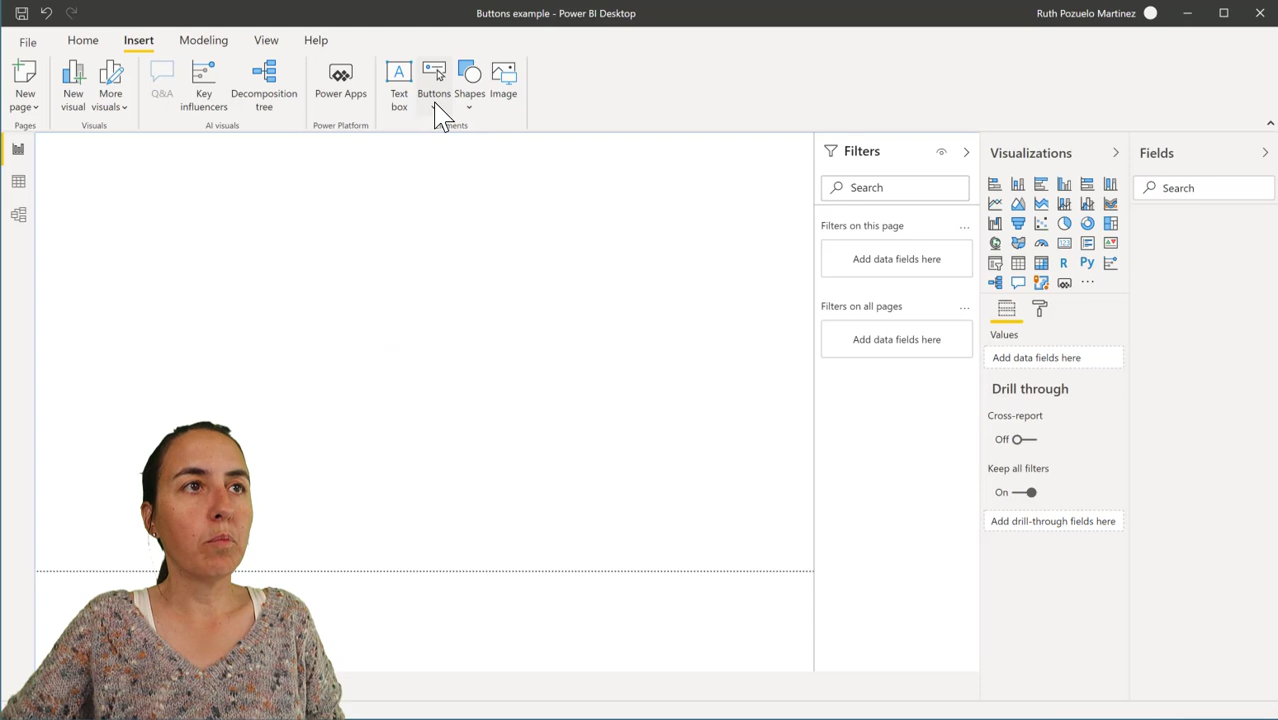 Buttons example - Power BI Desktop
Ruth Pozuelo Martinez
File
Home
Insert
Modeling
View
Help
New
page
New
visual
More
visuals
Q&A
Key
influencers
Decomposition
tree
Power Apps
Text
box
Buttons
Shapes
Image
Pages
Visuals
AI visuals
Power Platform
Filters
Search
Filters on this page
Add data fields here
Filters on all pages
Add data fields here
Visualizations
R
Py
Values
Add data fields here
Drill through
Cross-report
Off
Keep all filters
On
Add drill-through fields here
Fields
Search